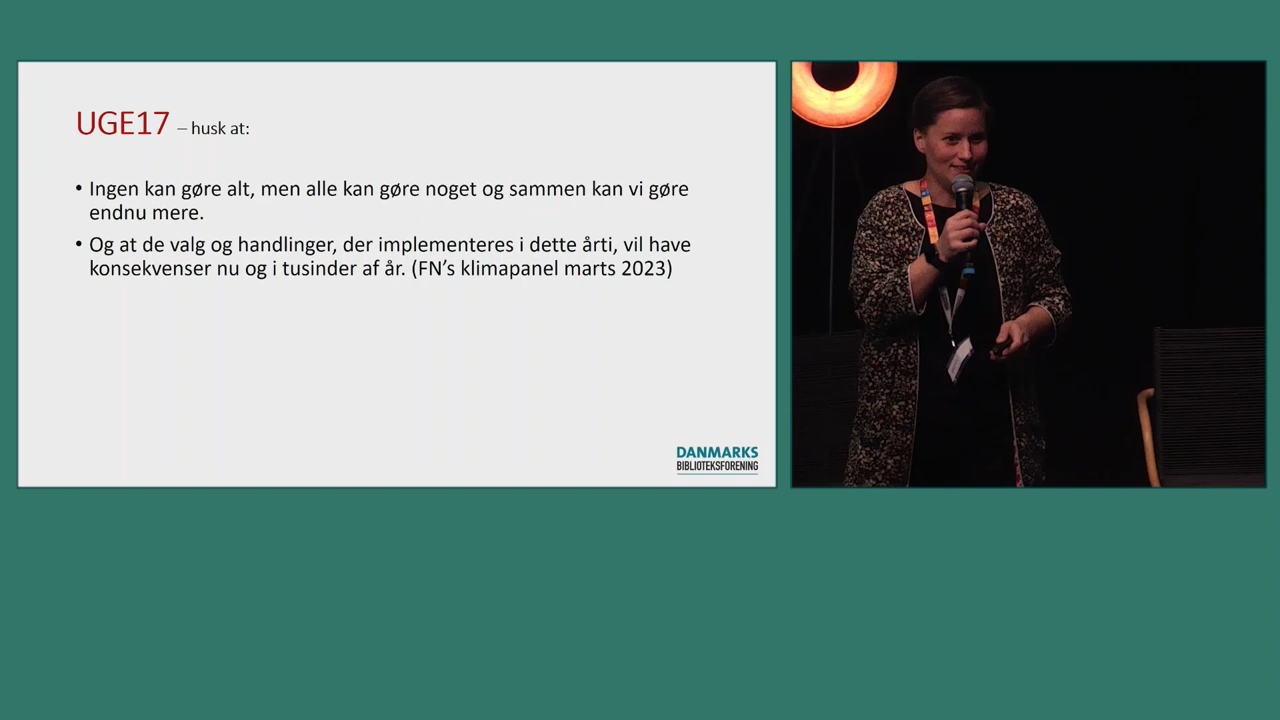 UGE17 – husk at:
• Ingen kan gøre alt, men alle kan gøre noget og sammen kan vi gøre
endnu mere.
• Og at de valg og handlinger, der implementeres i dette årti, vil have
konsekvenser nu og i tusinder af år. (FN’s klimapanel marts 2023)
DANMARKS
BIBLIOTEKSFORENING